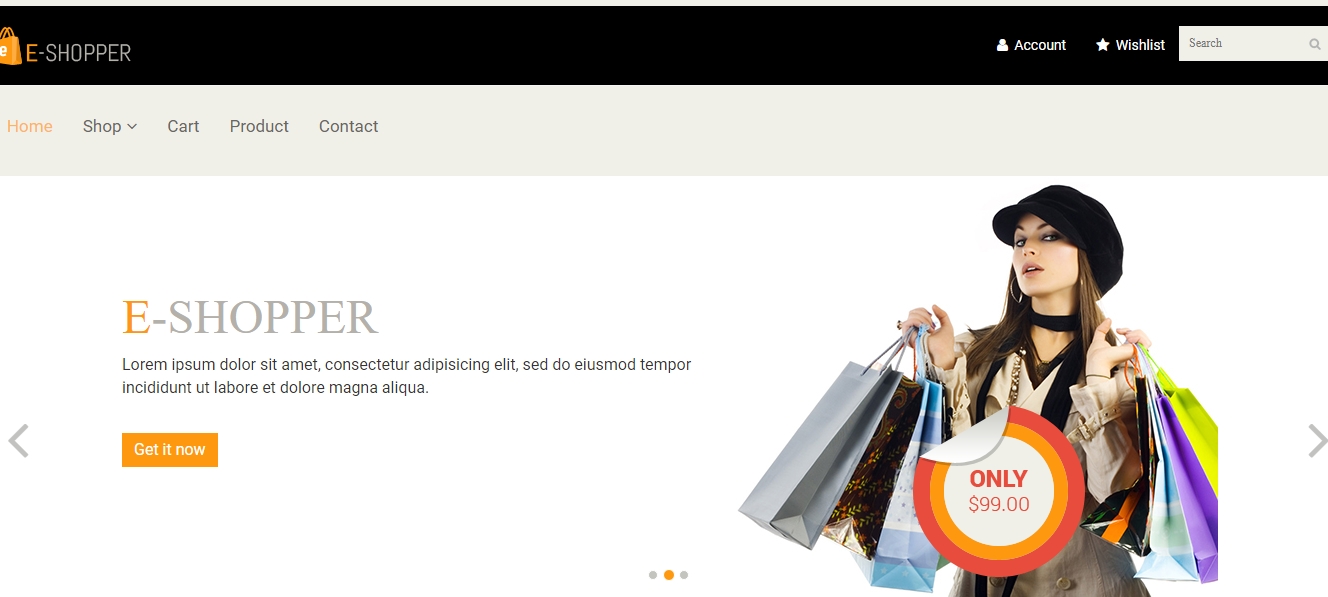 e E-SHOPPER
Account Wishlist Search
Home Shop Cart Product Contact
E-SHOPPER
Lorem ipsum dolor sit amet, consectetur adipisicing elit, sed do eiusmod tempor
incididunt ut labore et dolore magna aliqua.
Get it now
ONLY
$99.00